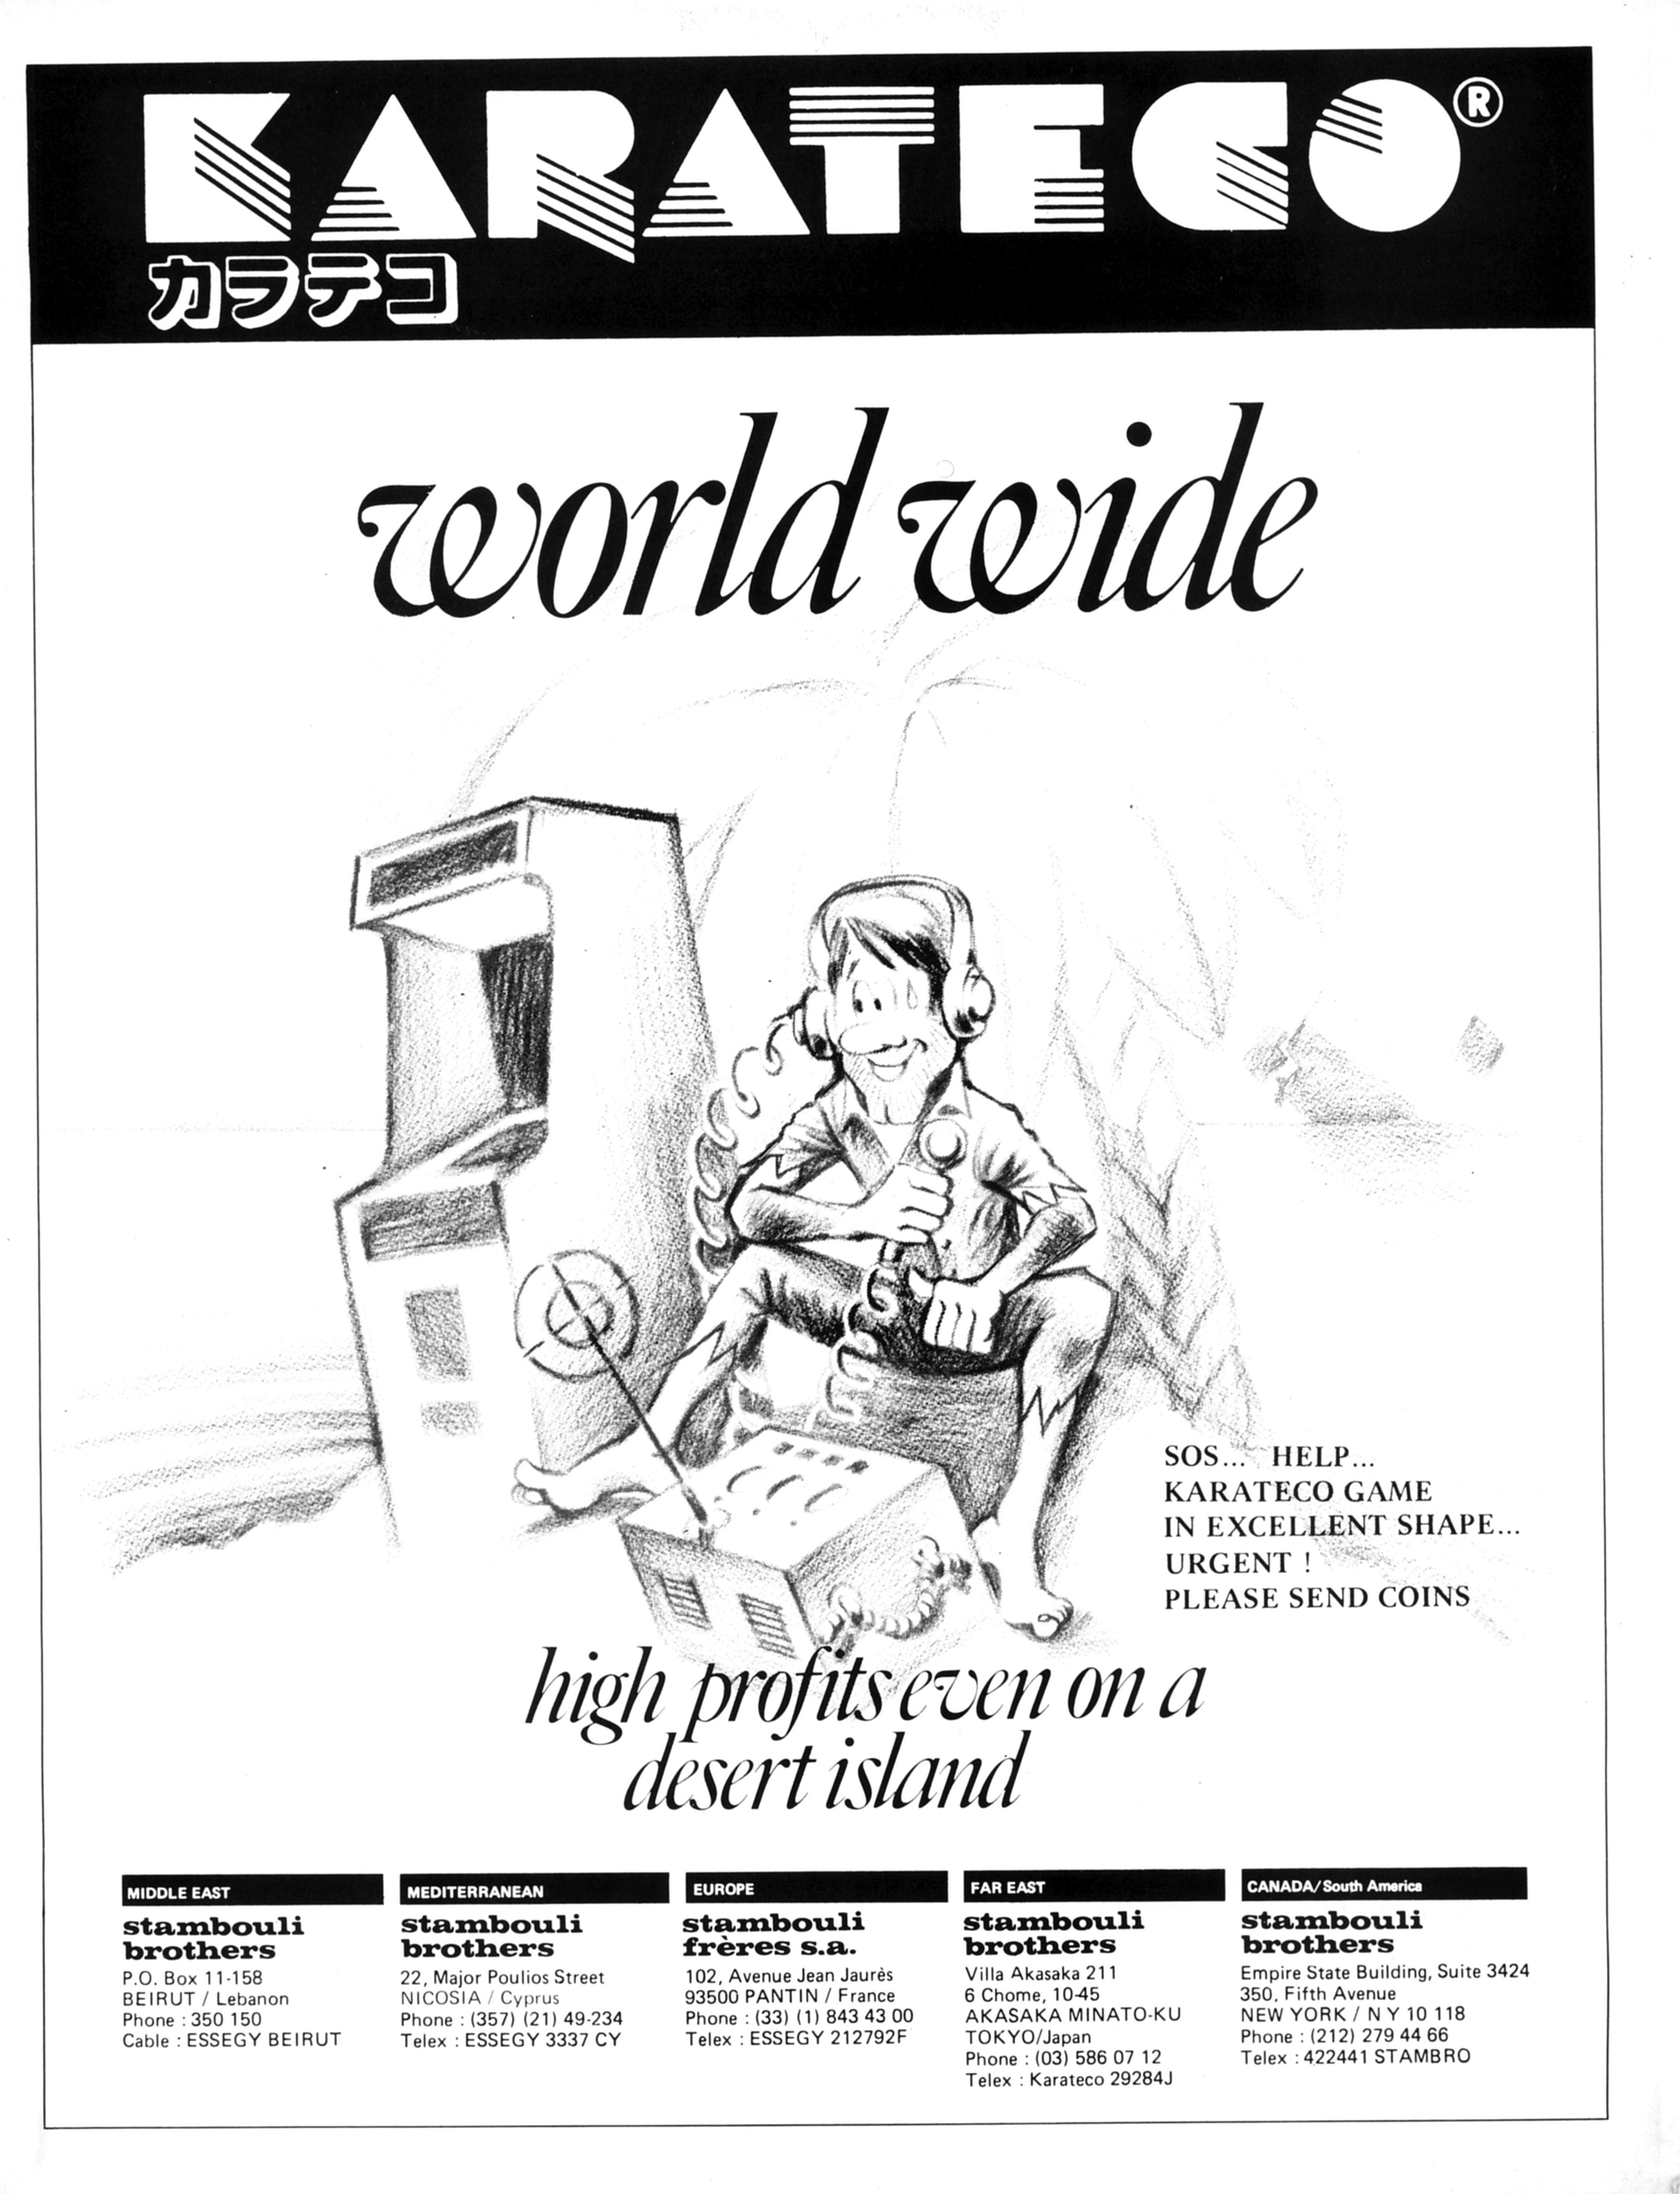 KARATECO®
カラテコ
world wide
SOS... HELP...
KARATECO GAME
IN EXCELLENT SHAPE...
URGENT !
PLEASE SEND COINS
high profits even on a
desert island
MIDDLE EAST
stambouli
brothers
P.O. Box 11-158
BEIRUT / Lebanon
Phone : 350 150
Cable : ESSEGY BEIRUT
MEDITERRANEAN
stambouli
brothers
22, Major Poulios Street
NICOSIA / Cyprus
Phone : (357) (21) 49-234
Telex : ESSEGY 3337 CY
EUROPE
stambouli
frères s.a.
102, Avenue Jean Jaurès
93500 PANTIN / France
Phone : (33) (1) 843 43 00
Telex : ESSEGY 212792F
FAR EAST
stambouli
brothers
Villa Akasaka 211
6 Chome, 10-45
AKASAKA MINATO-KU
TOKYO/Japan
Phone : (03) 586 07 12
Telex : Karateco 29284J
CANADA/South America
stambouli
brothers
Empire State Building, Suite 3424
350, Fifth Avenue
NEW YORK / N Y 10 118
Phone : (212) 279 44 66
Telex : 422441 STAMBRO